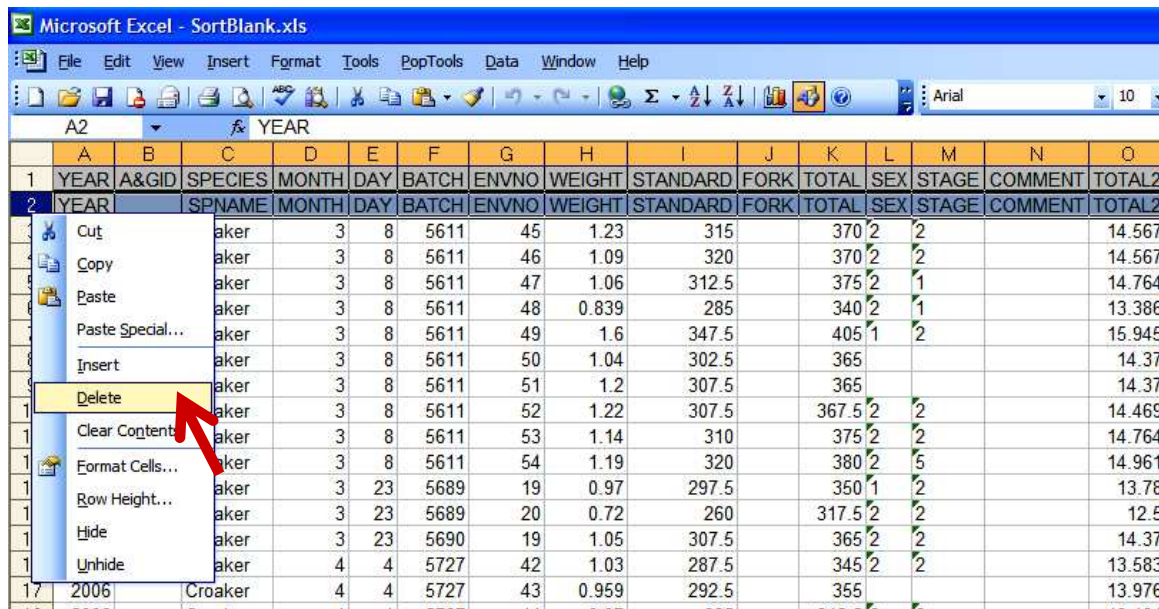 Microsoft Excel - SortBlank.xls
File Edit View Insert Format Tools PopTools Data Window Help
Arial 10
A2 fx YEAR
A B C D E F G H I J K L M N O
1 YEAR A&GID SPECIES MONTH DAY BATCH ENVNO WEIGHT STANDARD FORK TOTAL SEX STAGE COMMENT TOTAL2
2 YEAR SPNAME MONTH DAY BATCH ENVNO WEIGHT STANDARD FORK TOTAL SEX STAGE COMMENT TOTAL2
Cut aker 3 8 5611 45 1.23 315 370 2 2 14.567
Copy aker 3 8 5611 46 1.09 320 370 2 2 14.567
Paste aker 3 8 5611 47 1.06 312.5 375 2 1 14.764
aker 3 8 5611 48 0.839 285 340 2 1 13.386
Paste Special... aker 3 8 5611 49 1.6 347.5 405 1 2 15.945
Insert aker 3 8 5611 50 1.04 302.5 365 14.37
aker 3 8 5611 51 1.2 307.5 365 14.37
Delete aker 3 8 5611 52 1.22 307.5 367.5 2 2 14.469
Clear Content aker 3 8 5611 53 1.14 310 375 2 2 14.764
Format Cells... aker 3 8 5611 54 1.19 320 380 2 5 14.961
Row Height... aker 3 23 5689 19 0.97 297.5 350 1 2 13.78
aker 3 23 5689 20 0.72 260 317.5 2 2 12.5
Hide aker 3 23 5690 19 1.05 307.5 365 2 2 14.37
Unhide aker 4 4 5727 42 1.03 287.5 345 2 2 13.583
17 2006 Croaker 4 4 5727 43 0.959 292.5 355 13.976